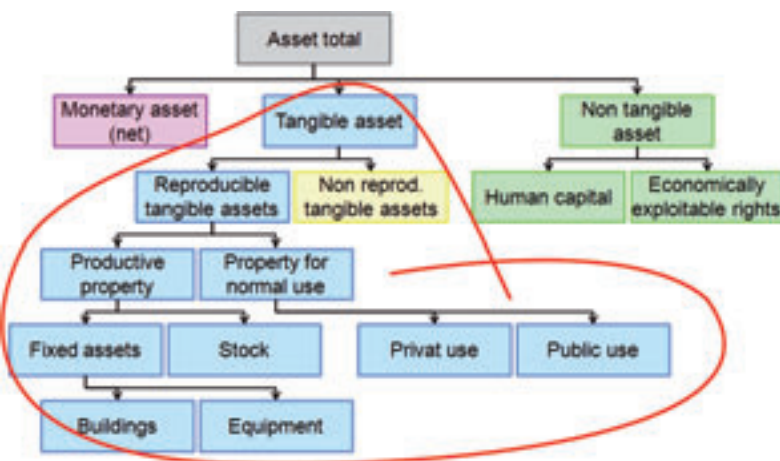 Asset total
Monetary asset
(net)
Tangible asset
Non tangible
asset
Reproducible
tangible assets
Non reprod.
tangible assets
Human capital
Economically
exploitable rights
Productive
property
Property for
normal use
Fixed assets
Stock
Privat use
Public use
Buildings
Equipment